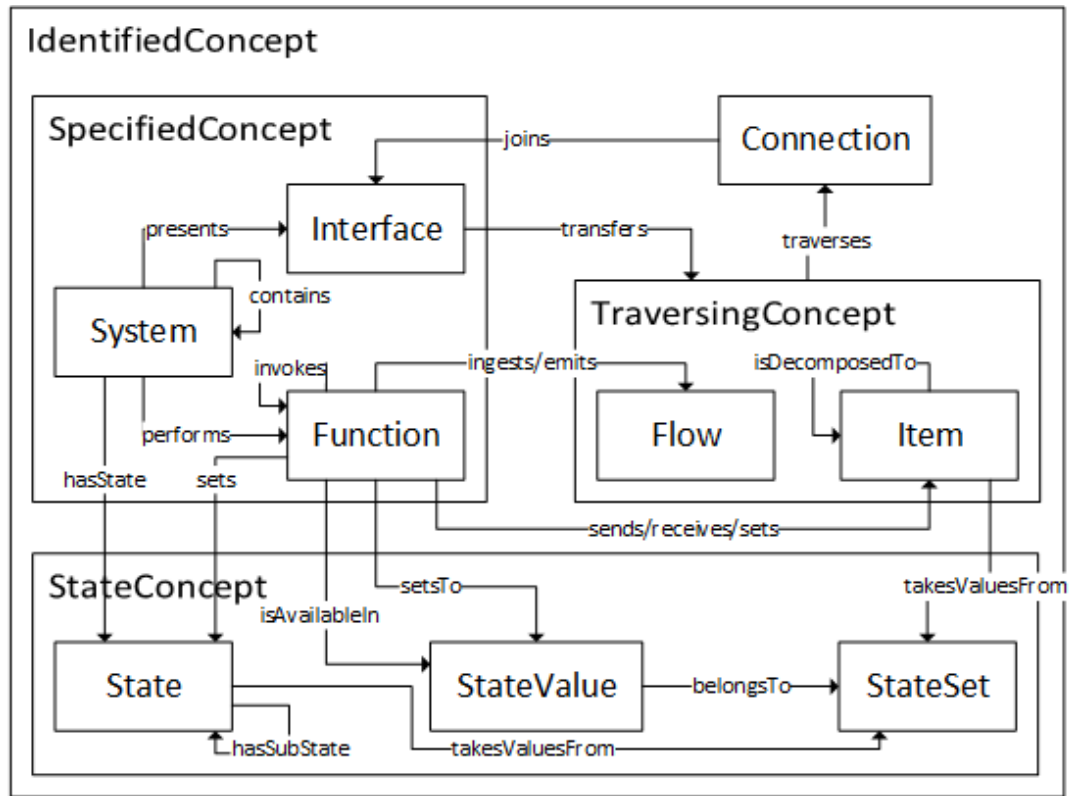 IdentifiedConcept
SpecifiedConcept
joins
Connection
presents
Interface
transfers
traverses
contains
System
TraversingConcept
invokes
ingests/emits
isDecomposedTo
performs
Function
Flow
Item
hasState
sets
sends/receives/sets
StateConcept
setsTo
takesValuesFrom
isAvailableIn
State
StateValue
belongsTo
StateSet
hasSubState
takesValuesFrom